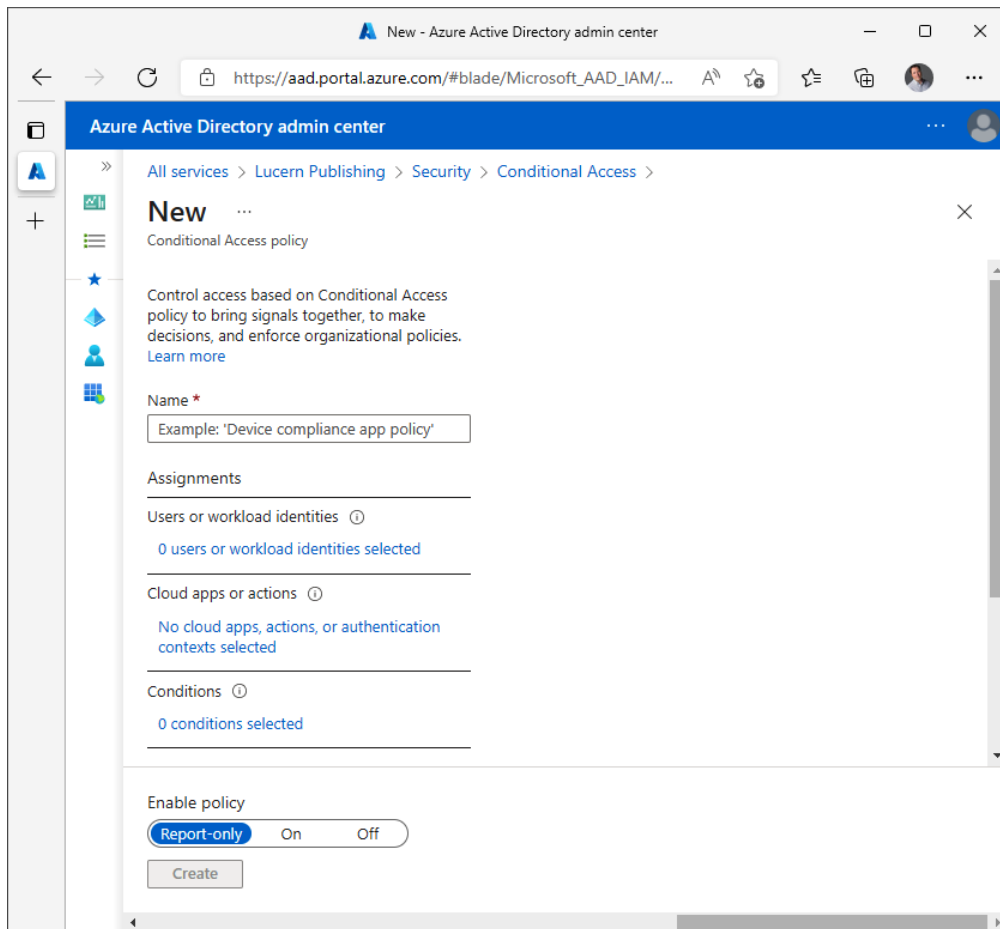 New - Azure Active Directory admin center
https://aad.portal.azure.com/#blade/Microsoft_AAD_IAM/...
Azure Active Directory admin center
All services > Lucern Publishing > Security > Conditional Access >
New ...
Conditional Access policy
Control access based on Conditional Access
policy to bring signals together, to make
decisions, and enforce organizational policies.
Learn more
Name *
Example: 'Device compliance app policy'
Assignments
Users or workload identities
0 users or workload identities selected
Cloud apps or actions
No cloud apps, actions, or authentication
contexts selected
Conditions
0 conditions selected
Enable policy
Report-only On Off
Create